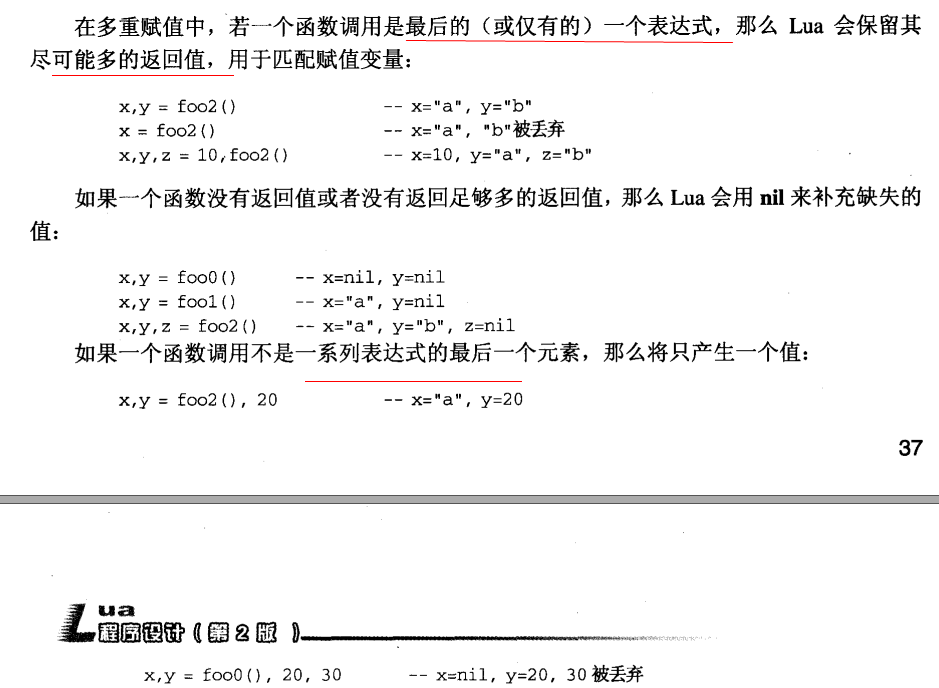 在多重赋值中，若一个函数调用是最后的（或仅有的）一个表达式，那么 Lua 会保留其
尽可能多的返回值，用于匹配赋值变量：
x,y = foo2() -- x="a", y="b"
x = foo2() -- x="a", "b"被丢弃
x,y,z = 10,foo2() -- x=10, y="a", z="b"
如果一个函数没有返回值或者没有返回足够多的返回值，那么 Lua 会用 nil 来补充缺失的
值：
x,y = foo0() -- x=nil, y=nil
x,y = foo1() -- x="a", y=nil
x,y,z = foo2() -- x="a", y="b", z=nil
如果一个函数调用不是一系列表达式的最后一个元素，那么将只产生一个值：
x,y = foo2(), 20 -- x="a", y=20
37
Lua
程序设计（第2版）
x,y = foo0(), 20, 30 -- x=nil, y=20, 30 被丢弃